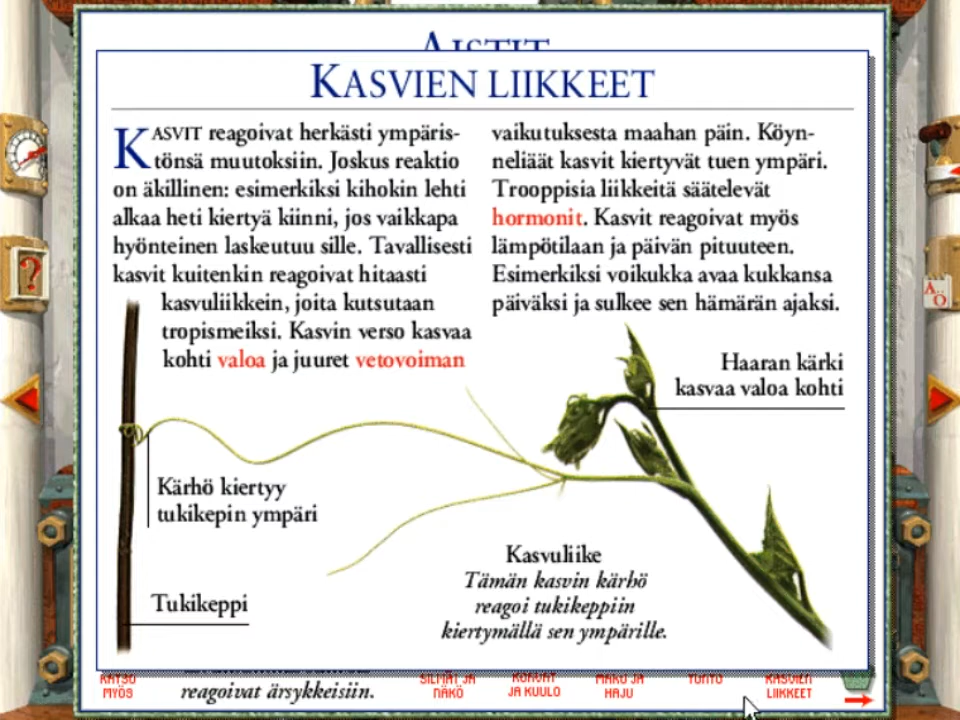 AISTIT
KASVIEN LIIKKEET
KASVIT reagoivat herkästi ympäris-
tönsä muutoksiin. Joskus reaktio
on äkillinen: esimerkiksi kihokin lehti
alkaa heti kiertyä kiinni, jos vaikkapa
hyönteinen laskeutuu sille. Tavallisesti
kasvit kuitenkin reagoivat hitaasti
kasvuliikkein, joita kutsutaan
tropismeiksi. Kasvin verso kasvaa
kohti valoa ja juuret vetovoiman
vaikutuksesta maahan päin. Köyn-
neliäät kasvit kiertyvät tuen ympäri.
Trooppisia liikkeitä säätelevät
hormonit. Kasvit reagoivat myös
lämpötilaan ja päivän pituuteen.
Esimerkiksi voikukka avaa kukkansa
päiväksi ja sulkee sen hämärän ajaksi.
Haaran kärki
kasvaa valoa kohti
Kärhö kiertyy
tukikepin ympäri
Tukikeppi
Kasvuliike
Tämän kasvin kärhö
reagoi tukikeppiin
kiertymällä sen ympärille.
reagoivat ärsykkeisiin.
KATSO
MYÖS
SILMÄT JA
NÄKÖ
KORVAT
JA KUULO
MAKU JA
HAJU
TUNTO
KASVIEN
LIIKKEET
?
A...
O